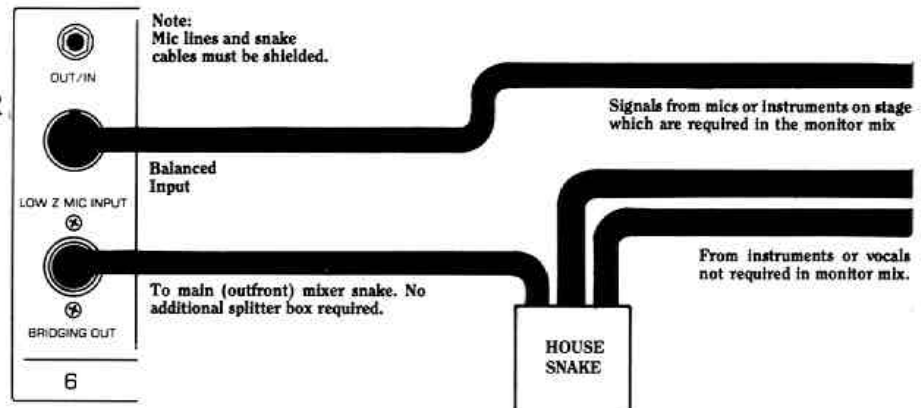 Note:
Mic lines and snake
cables must be shielded.
OUT/IN
Signals from mics or instruments on stage
which are required in the monitor mix
Balanced
Input
LOW Z MIC INPUT
From instruments or vocals
not required in monitor mix.
To main (outfront) mixer snake. No
additional splitter box required.
BRIDGING OUT
HOUSE
SNAKE
6